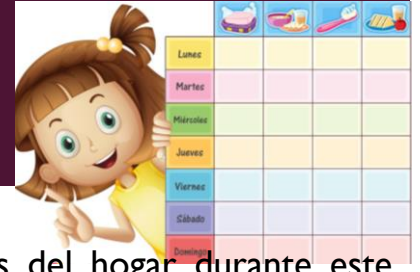 Lunes
Martes
Miércoles
Jueves
Viernes
Sábado
Domingo
s del hogar durante este